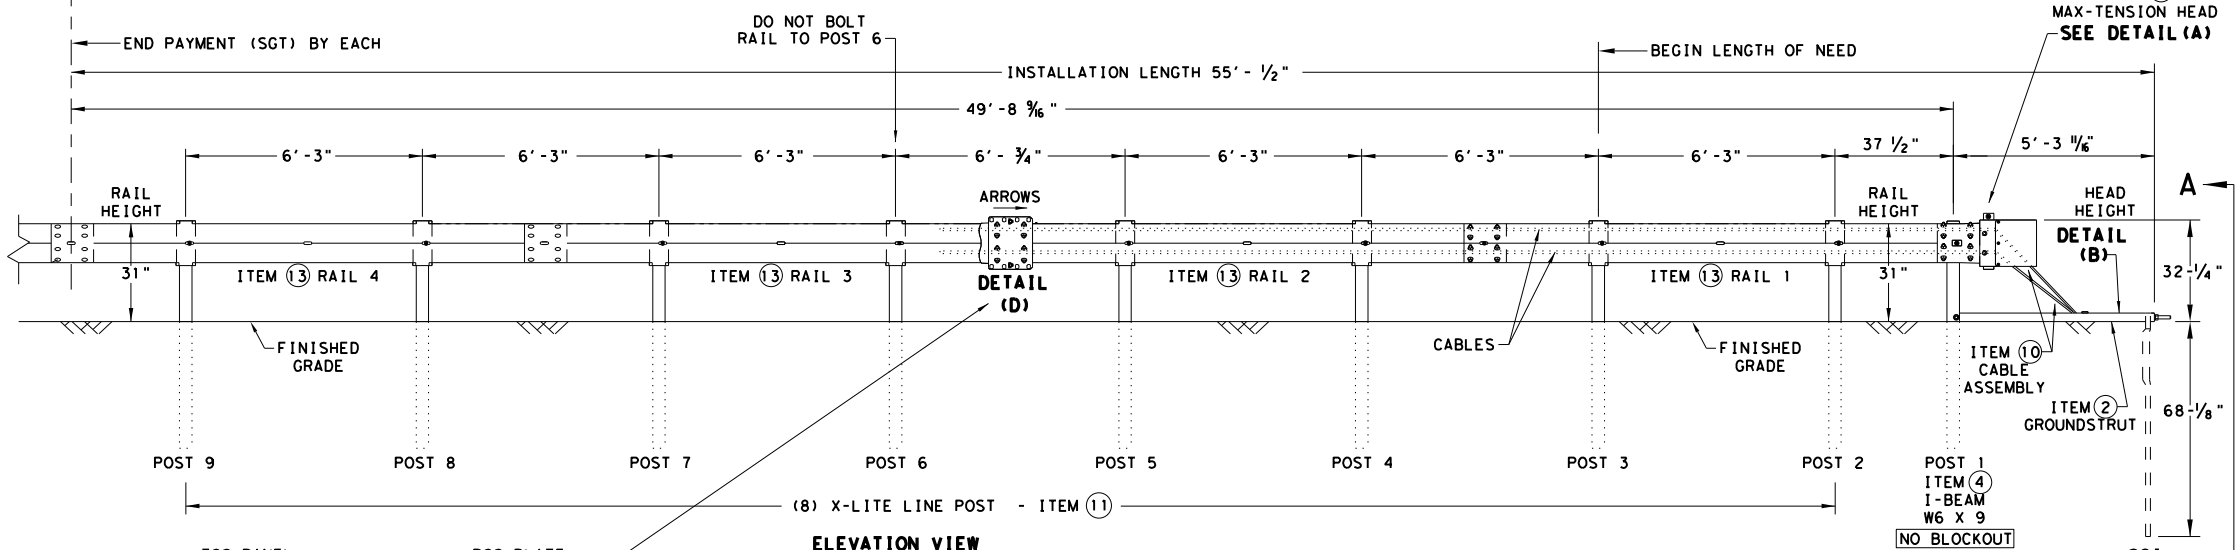 MAX-TENSION HEAD
SEE DETAIL (A)
DO NOT BOLT
RAIL TO POST 6
END PAYMENT (SGT) BY EACH
BEGIN LENGTH OF NEED
INSTALLATION LENGTH 55'- 1/2"
49'-8 9/16"
6'-3"
6'-3"
6'-3"
6'- 3/4"
6'-3"
6'-3"
6'-3"
37 1/2"
5'-3 11/16"
A
RAIL
HEIGHT
ARROWS
RAIL
HEIGHT
HEAD
HEIGHT
DETAIL
(B)
31"
ITEM 13 RAIL 4
ITEM 13 RAIL 3
DETAIL
(D)
ITEM 13 RAIL 2
ITEM 13 RAIL 1
31"
32-1/4"
FINISHED
GRADE
CABLES
FINISHED
GRADE
ITEM 10
CABLE
ASSEMBLY
ITEM 2
GROUNDSTRUT
68-1/8"
POST 9
POST 8
POST 7
POST 6
POST 5
POST 4
POST 3
POST 2
POST 1
ITEM 4
I-BEAM
W6 X 9
NO BLOCKOUT
(8) X-LITE LINE POST - ITEM 11
ELEVATION VIEW